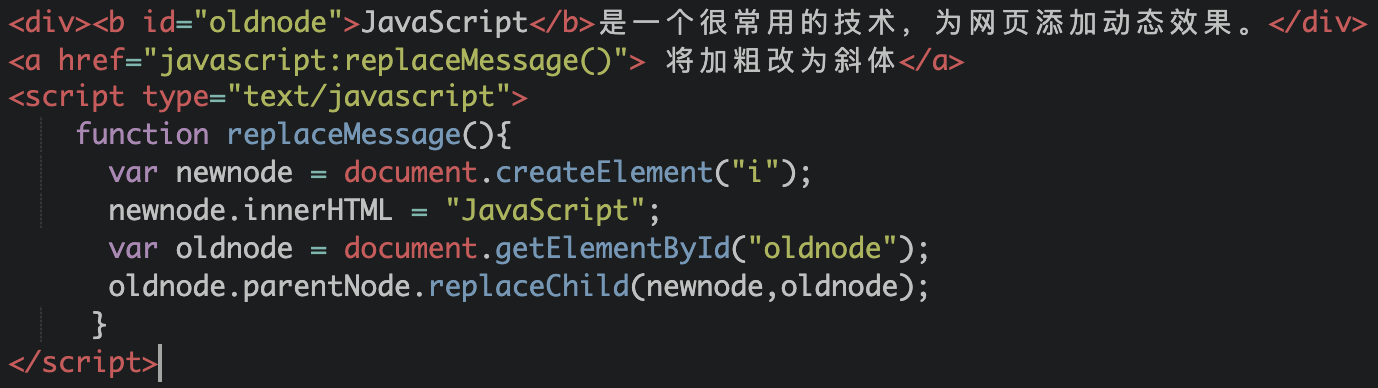 <div><b id="oldnode">JavaScript</b>是一个很常用的技术，为网页添加动态效果。</div>
<a href="javascript:replaceMessage()"> 将加粗改为斜体</a>
<script type="text/javascript">
    function replaceMessage(){
      var newnode = document.createElement("i");
      newnode.innerHTML = "JavaScript";
      var oldnode = document.getElementById("oldnode");
      oldnode.parentNode.replaceChild(newnode,oldnode);
     }
</script>